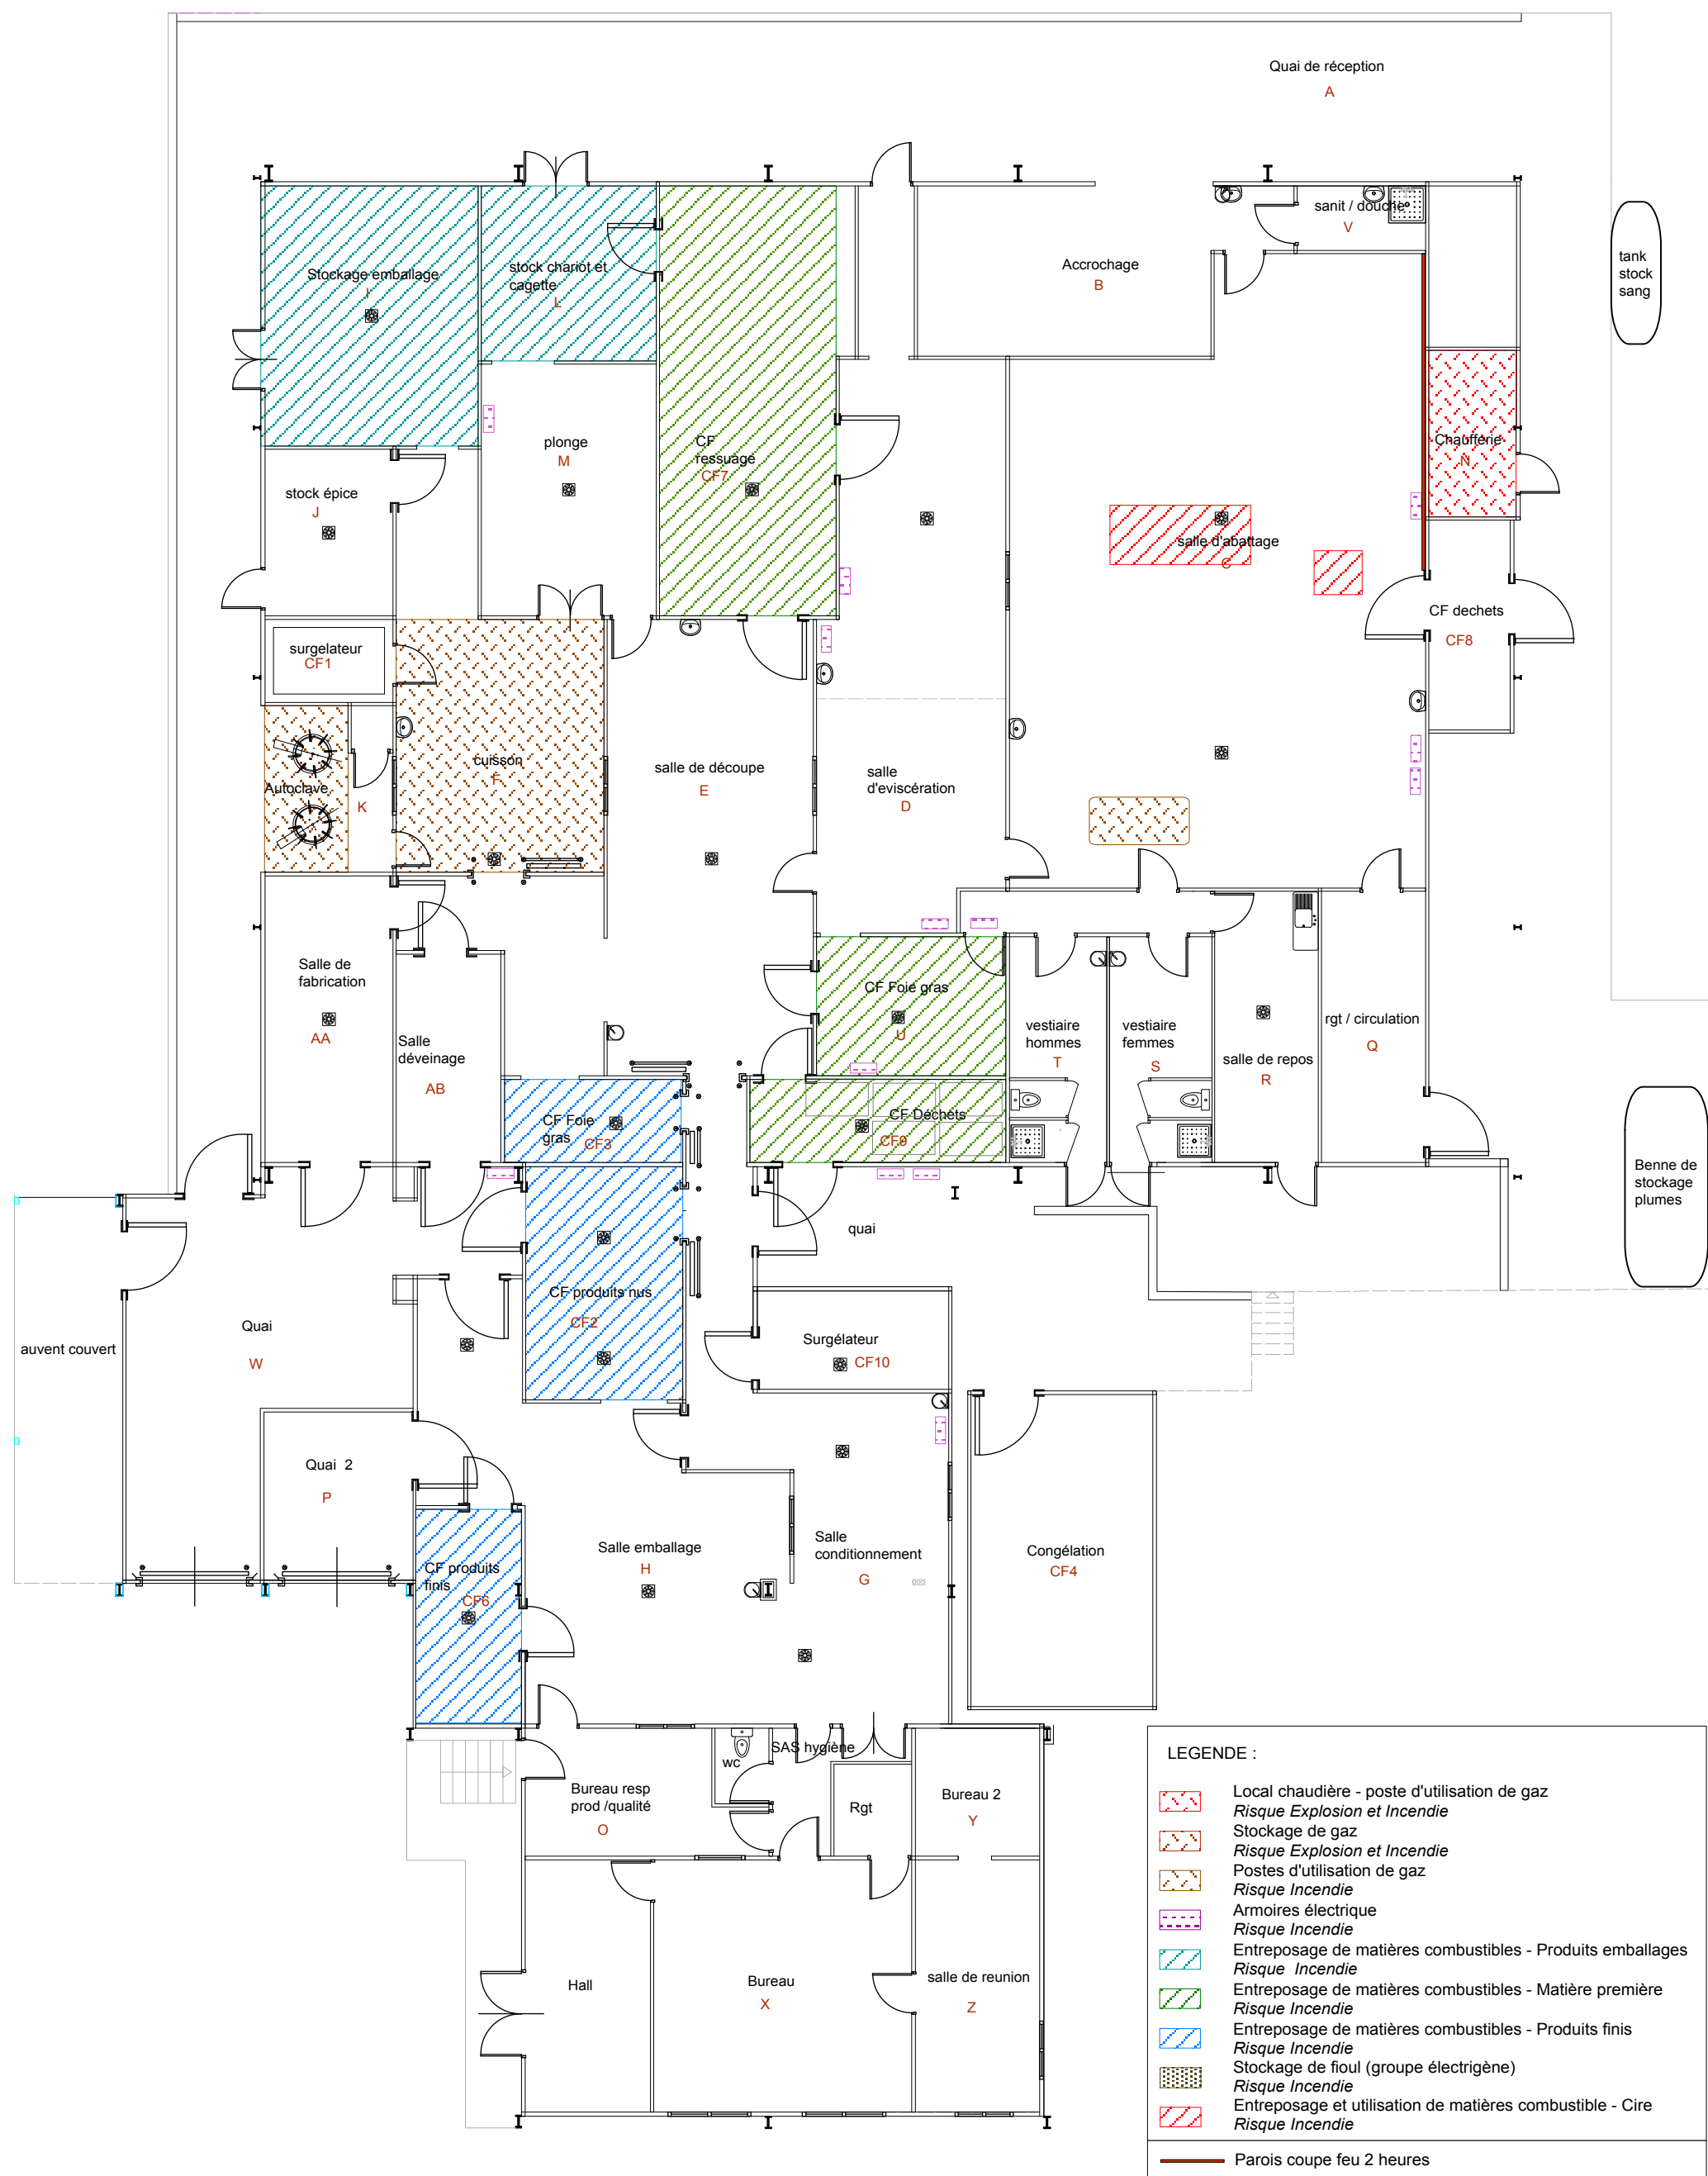 Quai de réception
A
sanit / douche
V
tank
stock
sang
Accrochage
B
Stockage emballage
I
stock chariot et
cagette
L
plonge
M
CF
ressuage
CF7
Chaufferie
N
stock épice
J
salle d'abattage
C
CF dechets
CF8
surgelateur
CF1
cuisson
F
salle de découpe
E
salle
d'eviscération
D
Autoclave
K
Salle de
fabrication
AA
Salle
déveinage
AB
CF Foie gras
U
vestiaire
hommes
T
vestiaire
femmes
S
salle de repos
R
rgt / circulation
Q
CF Foie
gras
CF3
CF Déchets
CF9
Benne de
stockage
plumes
quai
CF produits nus
CF2
Quai
W
auvent couvert
Surgélateur
CF10
Quai 2
P
Salle emballage
H
Salle
conditionnement
G
Congélation
CF4
CF produits
finis
CF6
SAS hygiène
wc
Bureau resp
prod /qualité
O
Rgt
Bureau 2
Y
Hall
Bureau
X
salle de reunion
Z
LEGENDE :
Local chaudière - poste d'utilisation de gaz
Risque Explosion et Incendie
Stockage de gaz
Risque Explosion et Incendie
Postes d'utilisation de gaz
Risque Incendie
Armoires électrique
Risque Incendie
Entreposage de matières combustibles - Produits emballages
Risque Incendie
Entreposage de matières combustibles - Matière première
Risque Incendie
Entreposage de matières combustibles - Produits finis
Risque Incendie
Stockage de fioul (groupe électrigène)
Risque Incendie
Entreposage et utilisation de matières combustible - Cire
Risque Incendie
Parois coupe feu 2 heures